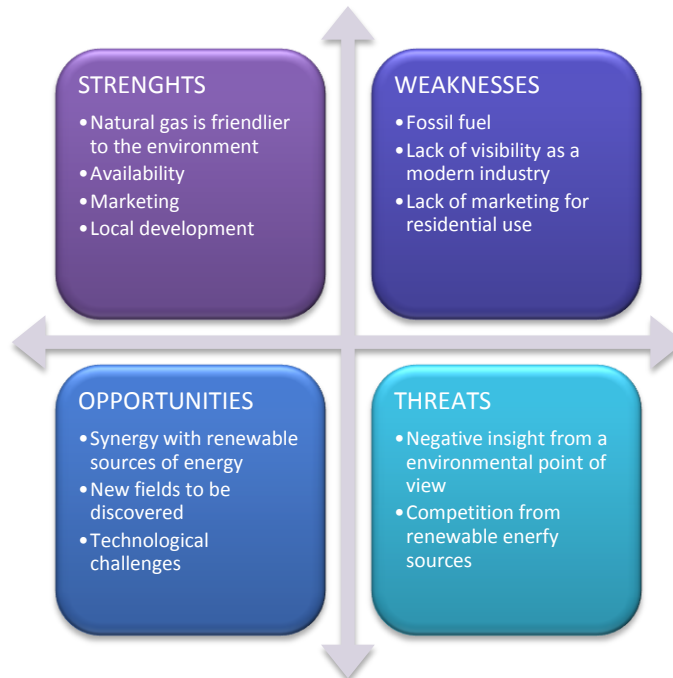 STRENGHTS
•Natural gas is friendlier
to the environment
•Availability
•Marketing
•Local development
WEAKNESSES
•Fossil fuel
•Lack of visibility as a
modern industry
•Lack of marketing for
residential use
OPPORTUNITIES
•Synergy with renewable
sources of energy
•New fields to be
discovered
•Technological
challenges
THREATS
•Negative insight from a
environmental point of
view
•Competition from
renewable enerfy
sources